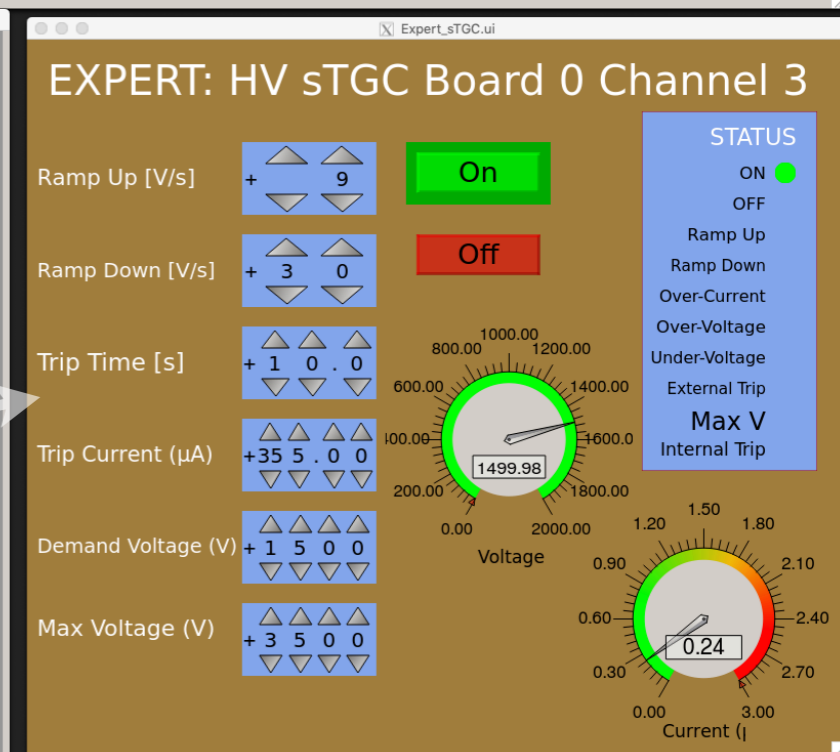 Expert_sTGC.ui
EXPERT: HV sTGC Board 0 Channel 3
Ramp Up [V/s]
+ 9
On
Ramp Down [V/s]
+ 3 0
Off
Trip Time [s]
+ 1 0 . 0
Trip Current (μA)
+35 5 . 0 0
Demand Voltage (V)
+ 1 5 0 0
Max Voltage (V)
+ 3 5 0 0
STATUS
ON
OFF
Ramp Up
Ramp Down
Over-Current
Over-Voltage
Under-Voltage
External Trip
Max V
Internal Trip
1000.00
800.00 1200.00
600.00 1400.00
400.00 1600.0
1499.98
200.00 1800.00
0.00 2000.00
Voltage
1.50
1.20 1.80
0.90 2.10
0.60 2.40
0.24
0.30 2.70
0.00 3.00
Current (